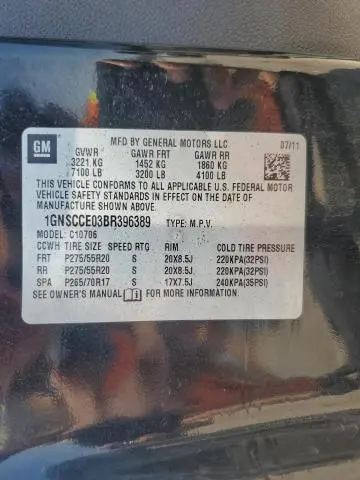 GM
MFD BY GENERAL MOTORS LLC
07/11
GVWR GAWR FRT GAWR RR
3221 KG 1452 KG 1860 KG
7100 LB 3200 LB 4100 LB
THIS VEHICLE CONFORMS TO ALL APPLICABLE U.S. FEDERAL MOTOR
VEHICLE SAFETY STANDARDS IN EFFECT ON THE DATE OF
MANUFACTURE SHOWN ABOVE.
1GNSCCE03BR396389 TYPE: M.P.V.
MODEL: C10706
CCWH TIRE SIZE SPEED RTG RIM COLD TIRE PRESSURE
FRT P275/55R20 S 20X8.5J 220KPA(32PSI)
RR P275/55R20 S 20X8.5J 220KPA(32PSI)
SPA P265/70R17 S 17X7.5J 240KPA(35PSI)
SEE OWNER'S MANUAL FOR MORE INFORMATION.